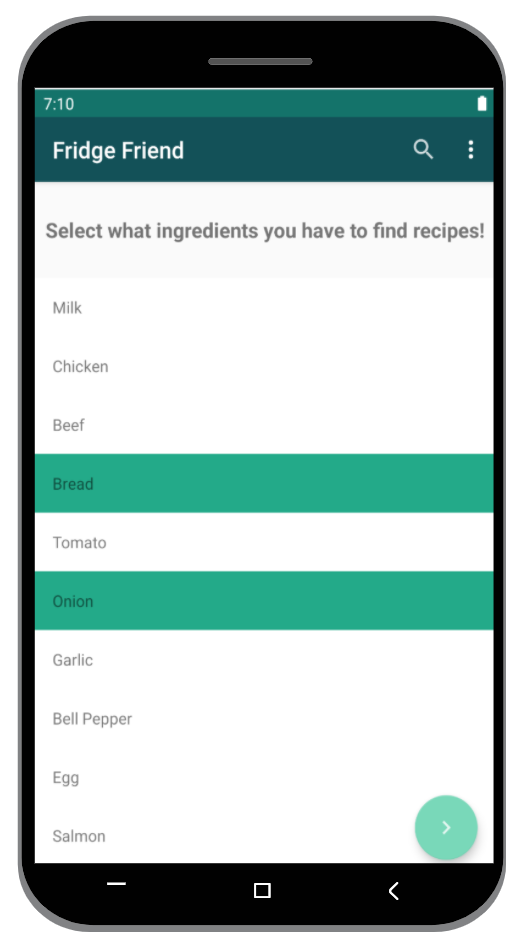 7:10
Fridge Friend
Select what ingredients you have to find recipes!
Milk
Chicken
Beef
Bread
Tomato
Onion
Garlic
Bell Pepper
Egg
Salmon